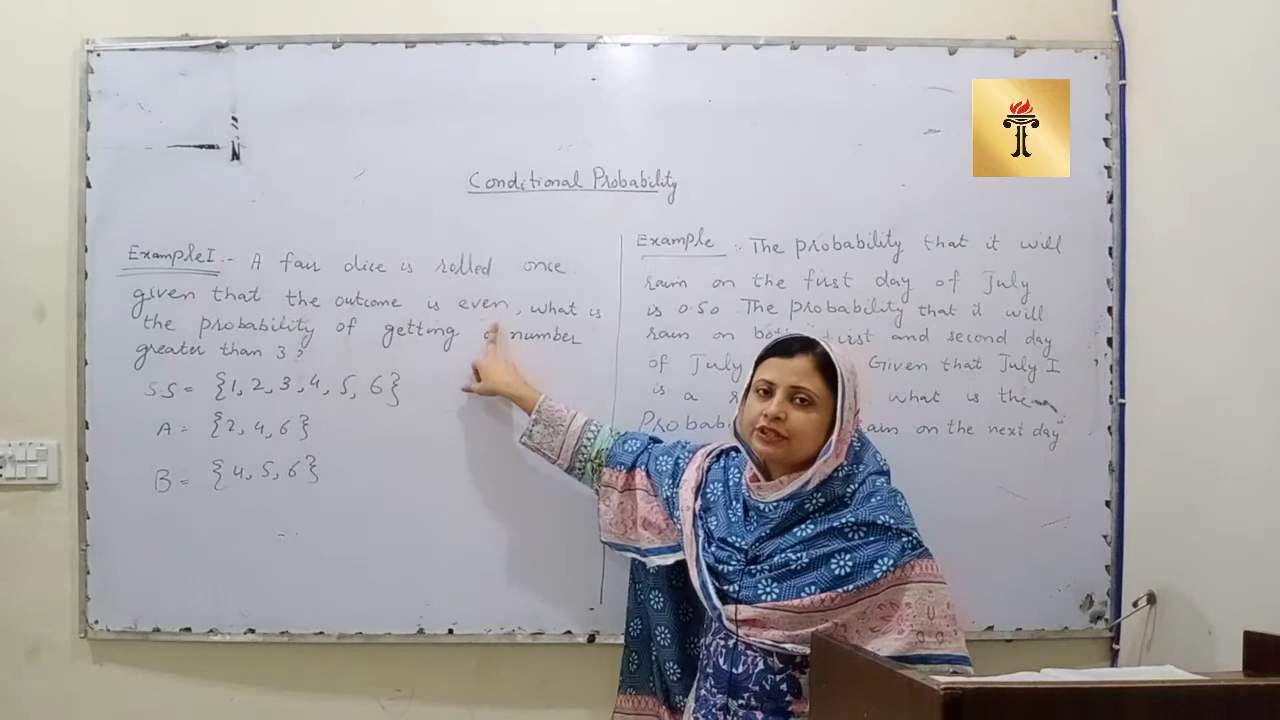 Conditional Probability
Example I :- A fair dice is rolled once
given that the outcome is even, what is
the probability of getting number
greater than 3?
S.S = {1, 2, 3, 4, 5, 6}
A = {2, 4, 6}
B = {4, 5, 6}
Example :- The probability that it will
rain on the first day of July
is 0.50 The probability that it will
rain on both first and second day
of July Given that July I
is a what is the
Probab rain on the next day